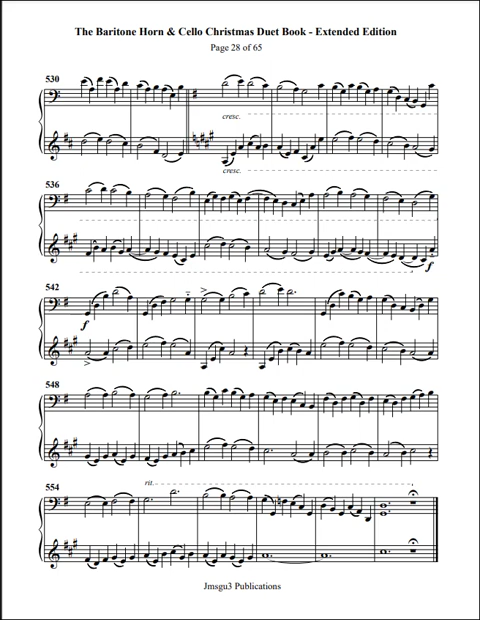 The Baritone Horn & Cello Christmas Duet Book - Extended Edition
Page 28 of 65
530
cresc.
cresc.
536
f
542
f
548
554
rit.
Jmsgu3 Publications